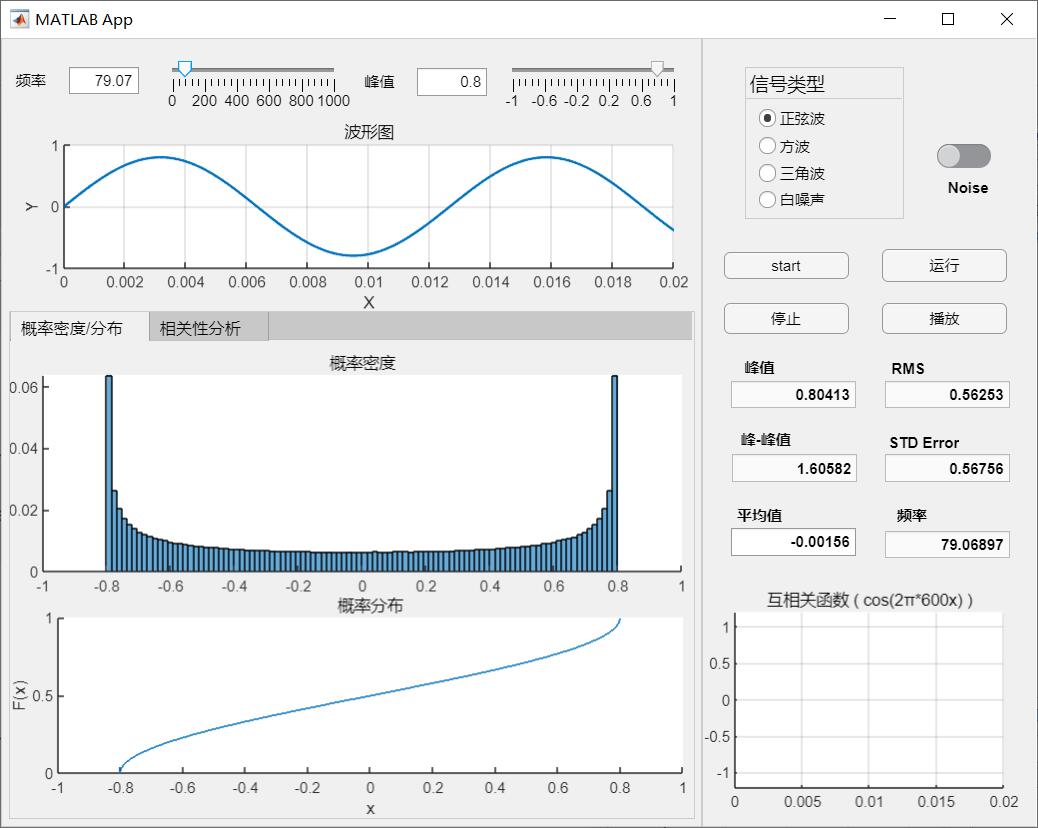 MATLAB App
频率
79.07
0 200 400 600 800 1000
峰值
0.8
-1 -0.6 -0.2 0.2 0.6 1
波形图
1
0
-1
Y
0 0.002 0.004 0.006 0.008 0.01 0.012 0.014 0.016 0.018 0.02
X
概率密度/分布
相关性分析
概率密度
0.06
0.04
0.02
0
-1 -0.8 -0.6 -0.4 -0.2 0 0.2 0.4 0.6 0.8 1
概率分布
1
0.5
0
F(x)
-1 -0.8 -0.6 -0.4 -0.2 0 0.2 0.4 0.6 0.8 1
x
信号类型
正弦波
方波
三角波
白噪声
Noise
start
运行
停止
播放
峰值
0.80413
RMS
0.56253
峰-峰值
1.60582
STD Error
0.56756
平均值
-0.00156
频率
79.06897
互相关函数 ( cos(2π*600x) )
1
0.5
0
-0.5
-1
0 0.005 0.01 0.015 0.02